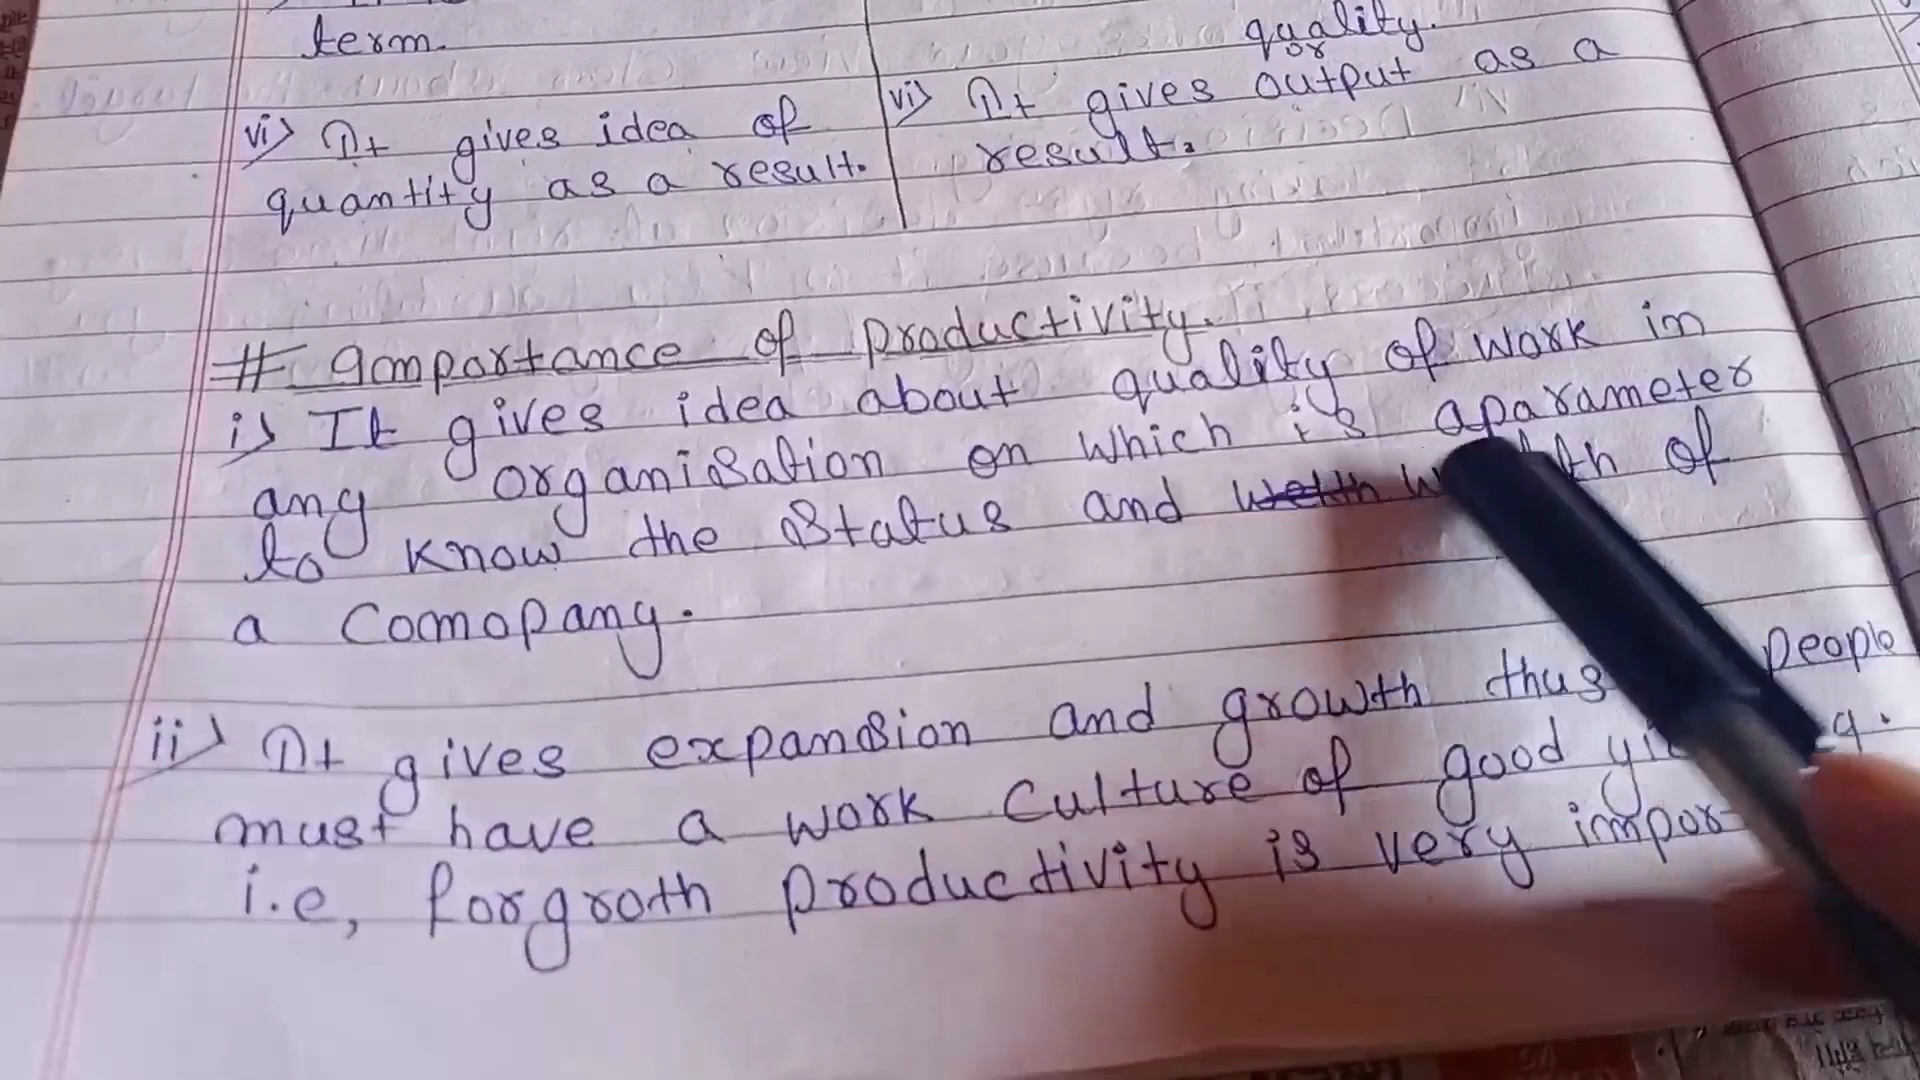 term.
vi) It gives idea of
quantity as a result.
quality.
or
vi) It gives output as a
result.
# Importance of Productivity.
i) It gives idea about quality of work in
any organisation on which is a parameter
to know the status and of
a Comopany.
ii) It gives expansion and growth thus people
must have a work culture of good
i.e, for groth productivity is very impor-